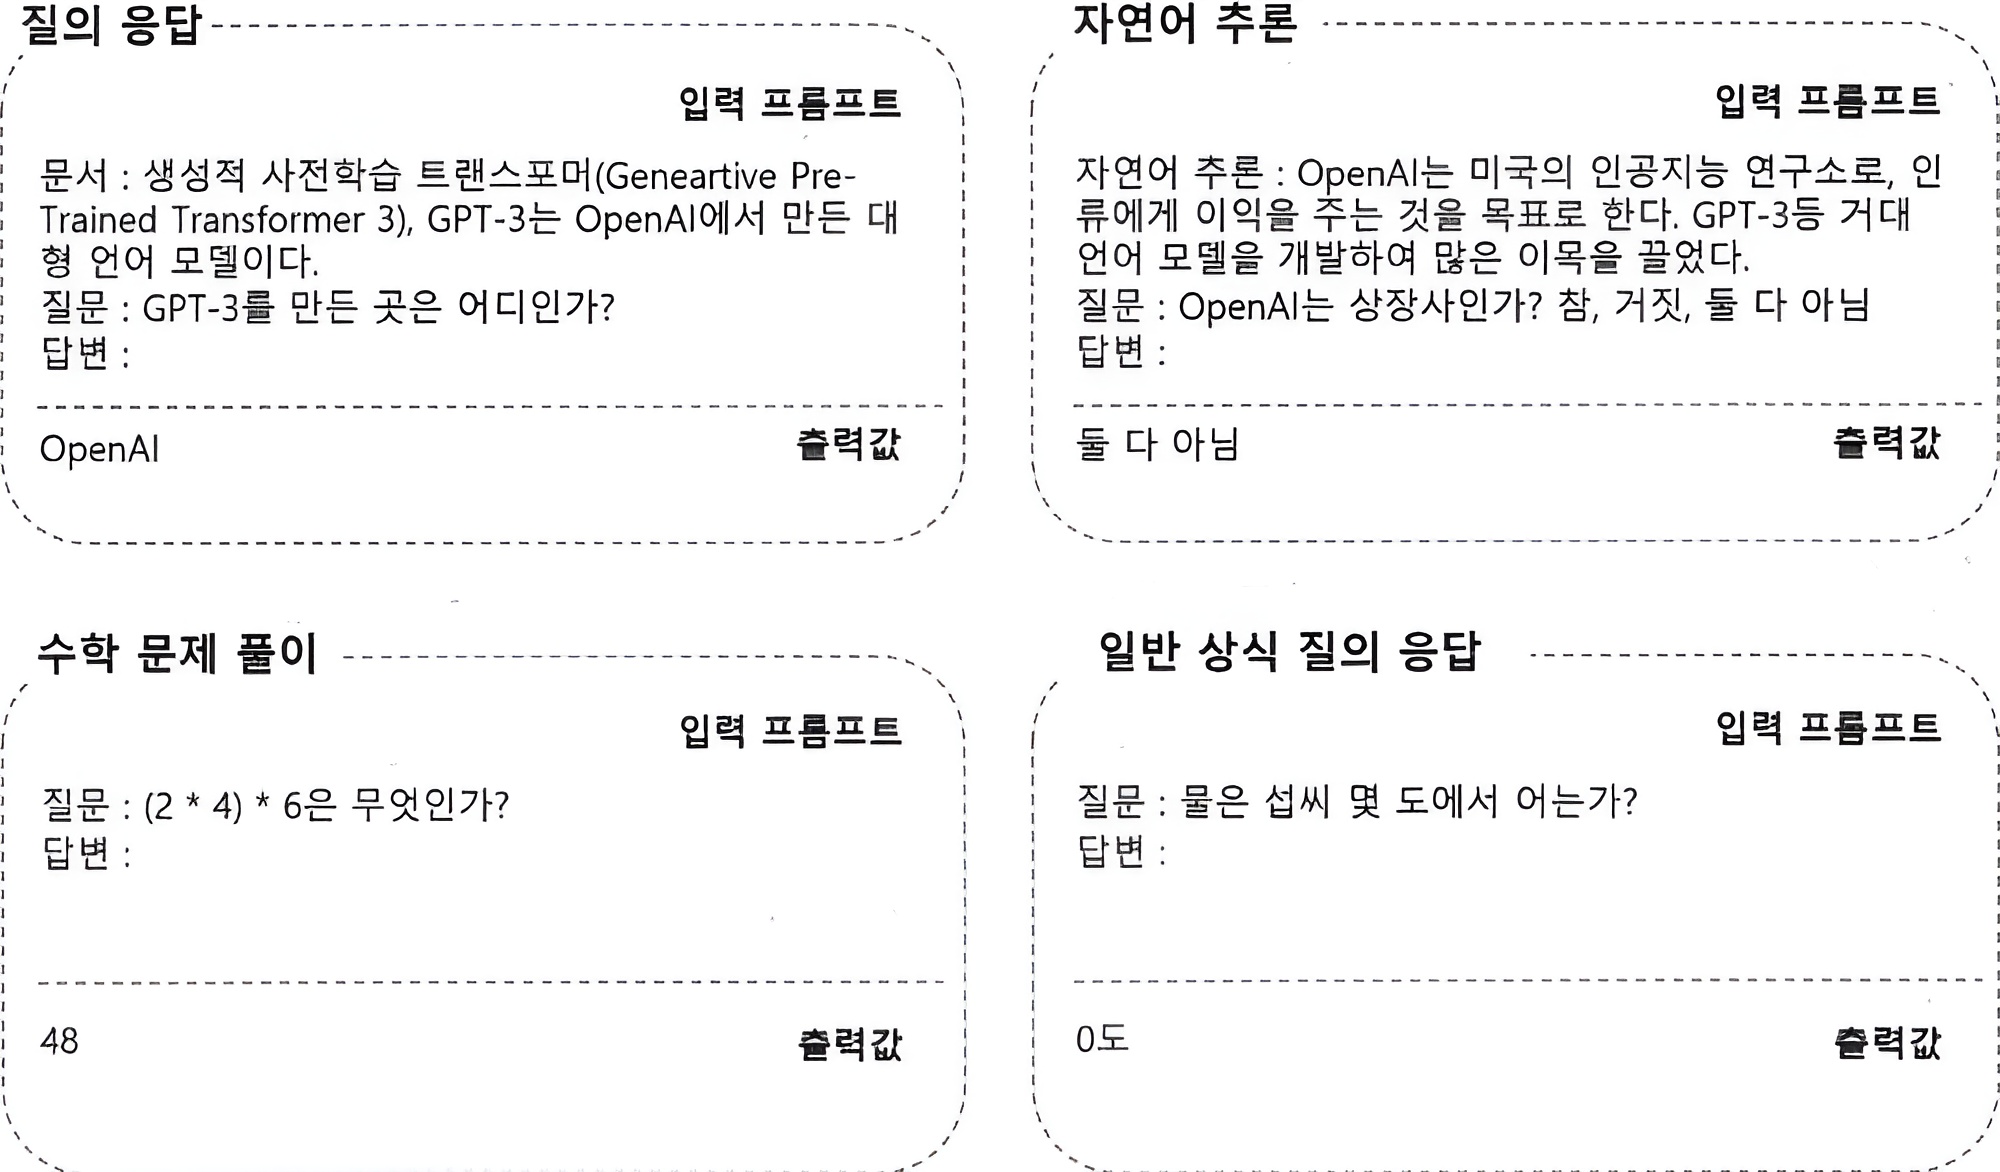 질의 응답
입력 프롬프트
문서 : 생성적 사전학습 트랜스포머(Geneartive Pre-
Trained Transformer 3), GPT-3는 OpenAI에서 만든 대
형 언어 모델이다.
질문 : GPT-3를 만든 곳은 어디인가?
답변 :
OpenAI
출력값
자연어 추론
입력 프롬프트
자연어 추론 : OpenAI는 미국의 인공지능 연구소로, 인
류에게 이익을 주는 것을 목표로 한다. GPT-3등 거대
언어 모델을 개발하여 많은 이목을 끌었다.
질문 : OpenAI는 상장사인가? 참, 거짓, 둘 다 아님
답변 :
둘 다 아님
출력값
수학 문제 풀이
입력 프롬프트
질문 : (2 * 4) * 6은 무엇인가?
답변 :
48
출력값
일반 상식 질의 응답
입력 프롬프트
질문 : 물은 섭씨 몇 도에서 어는가?
답변 :
0도
출력값